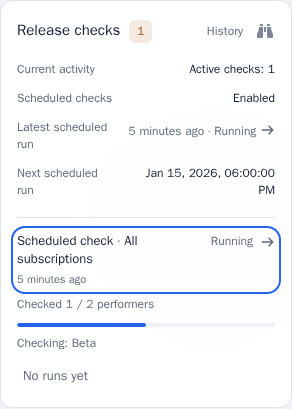 Release checks 1 History
Current activity Active checks: 1
Scheduled checks Enabled
Latest scheduled run 5 minutes ago · Running →
Next scheduled run Jan 15, 2026, 06:00:00 PM
Scheduled check · All subscriptions Running →
5 minutes ago
Checked 1 / 2 performers
Checking: Beta
No runs yet